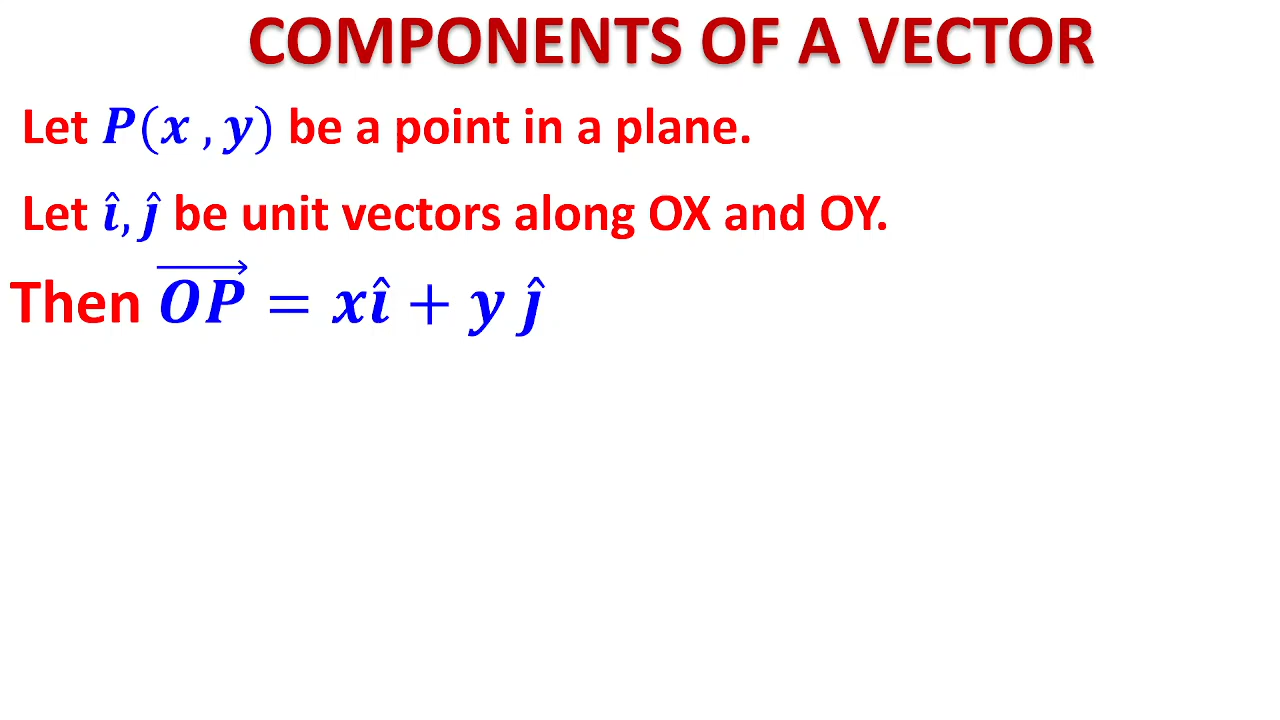 COMPONENTS OF A VECTOR
Let P(x , y) be a point in a plane.
Let î, ĵ be unit vectors along OX and OY.
Then \overrightarrow{OP} = xî + y ĵ